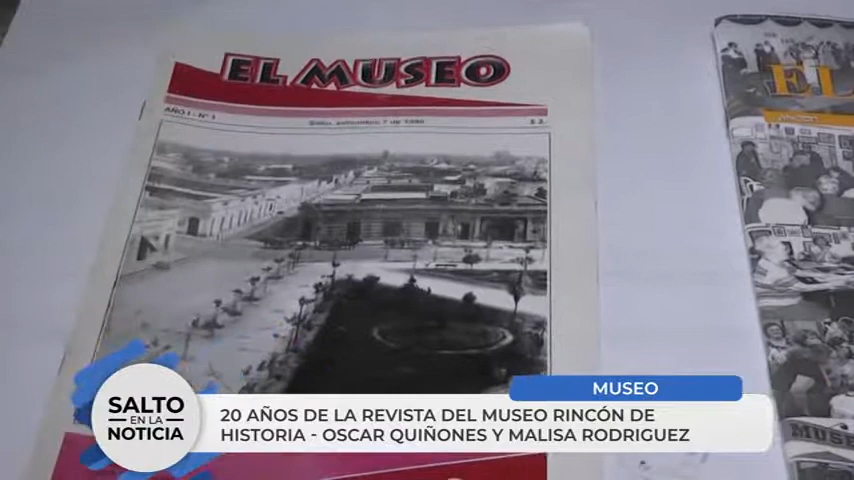 EL MUSEO
AÑO I - Nº 1
EL
MUSEO
SALTO
EN LA
NOTICIA
20 AÑOS DE LA REVISTA DEL MUSEO RINCÓN DE
HISTORIA - OSCAR QUIÑONES Y MALISA RODRIGUEZ